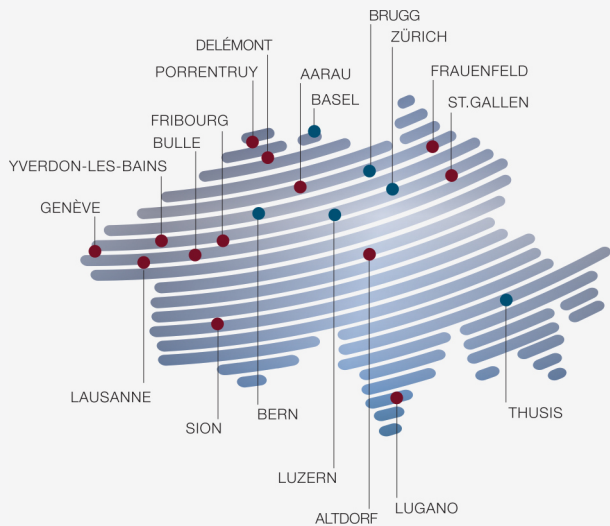 BRUGG
ZÜRICH
DELÉMONT
PORRENTRUY
AARAU
FRAUENFELD
BASEL
ST.GALLEN
FRIBOURG
BULLE
YVERDON-LES-BAINS
GENÈVE
LAUSANNE
SION
BERN
THUSIS
LUZERN
LUGANO
ALTDORF